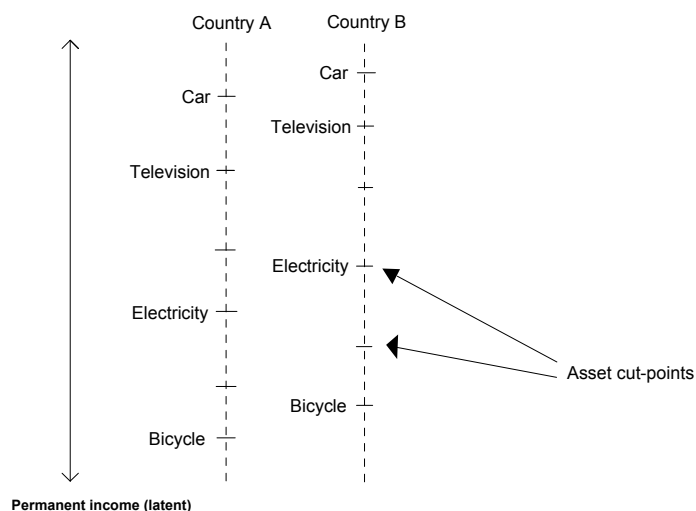 Country A
Country B
Car
Car
Television
Television
Electricity
Electricity
Asset cut-points
Bicycle
Bicycle
Permanent income (latent)